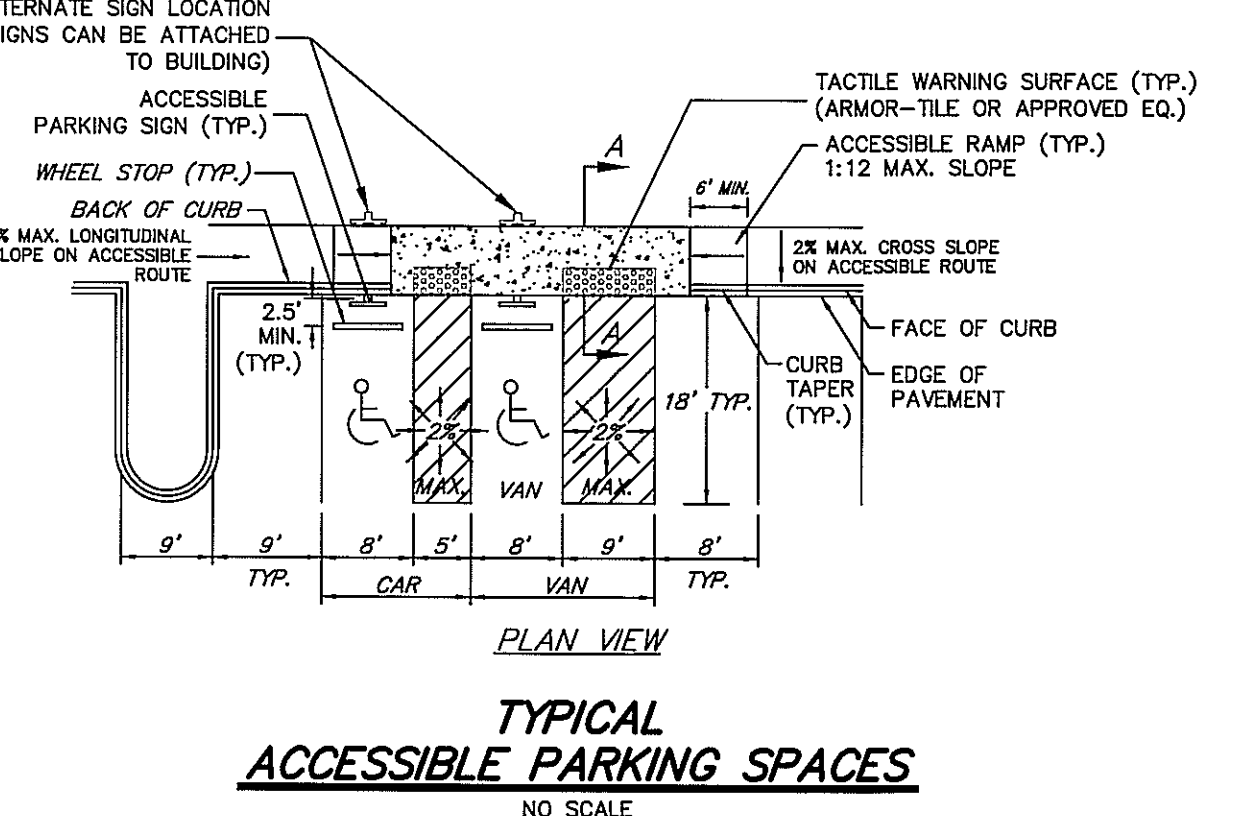 TERNATE SIGN LOCATION
IGNS CAN BE ATTACHED
TO BUILDING)
ACCESSIBLE
PARKING SIGN (TYP.)
WHEEL STOP (TYP.)
BACK OF CURB
% MAX. LONGITUDINAL
LOPE ON ACCESSIBLE
ROUTE
2.5'
MIN.
(TYP.)
A
TACTILE WARNING SURFACE (TYP.)
(ARMOR-TILE OR APPROVED EQ.)
ACCESSIBLE RAMP (TYP.)
1:12 MAX. SLOPE
6' MIN.
2% MAX. CROSS SLOPE
ON ACCESSIBLE ROUTE
A
FACE OF CURB
CURB
TAPER
(TYP.)
EDGE OF
PAVEMENT
18' TYP.
2%
MAX.
VAN
2%
MAX.
9'
9'
TYP.
8'
5'
8'
9'
8'
TYP.
CAR
VAN
PLAN VIEW
TYPICAL
ACCESSIBLE PARKING SPACES
NO SCALE